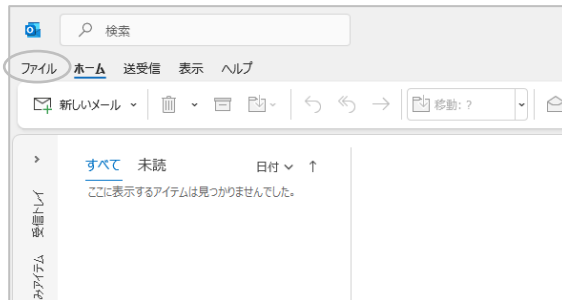 検索
ファイル ホーム 送受信 表示 ヘルプ
新しいメール 移動: ?
すべて 未読 日付
ここに表示するアイテムは見つかりませんでした。
受信トレイ
みアイテム